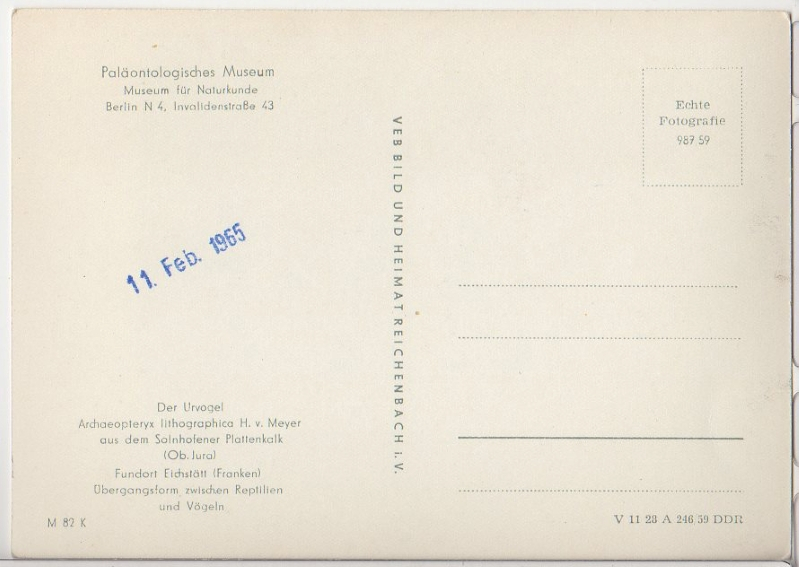 Paläontologisches Museum
Museum für Naturkunde
Berlin N 4, Invalidenstraße 43
11. Feb. 1965
Der Urvogel
Archaeopteryx lithographica H. v. Meyer
aus dem Solnhofener Plattenkalk
(Ob. Jura)
Fundort Eichstätt (Franken)
Übergangsform zwischen Reptilien
und Vögeln
M 82 K
VEB BILD UND HEIMAT REICHENBACH i. V.
Echte
Fotografie
987 59
V 11 28 A 246 59 DDR